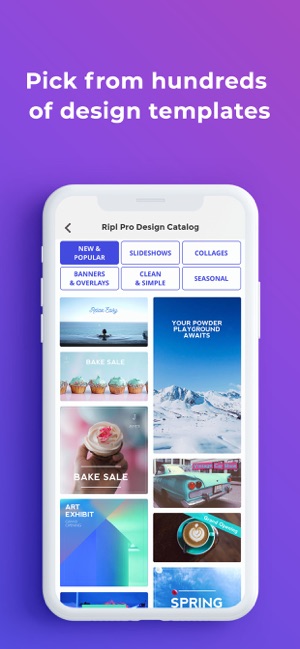 Pick from hundreds
of design templates
Ripl Pro Design Catalog
NEW &
POPULAR
SLIDESHOWS
COLLAGES
BANNERS
& OVERLAYS
CLEAN
& SIMPLE
SEASONAL
Relax Easy
BAKE SALE
BAKE SALE
ART
EXHIBIT
YOUR POWDER
PLAYGROUND
AWAITS
Grand Opening
SPRING